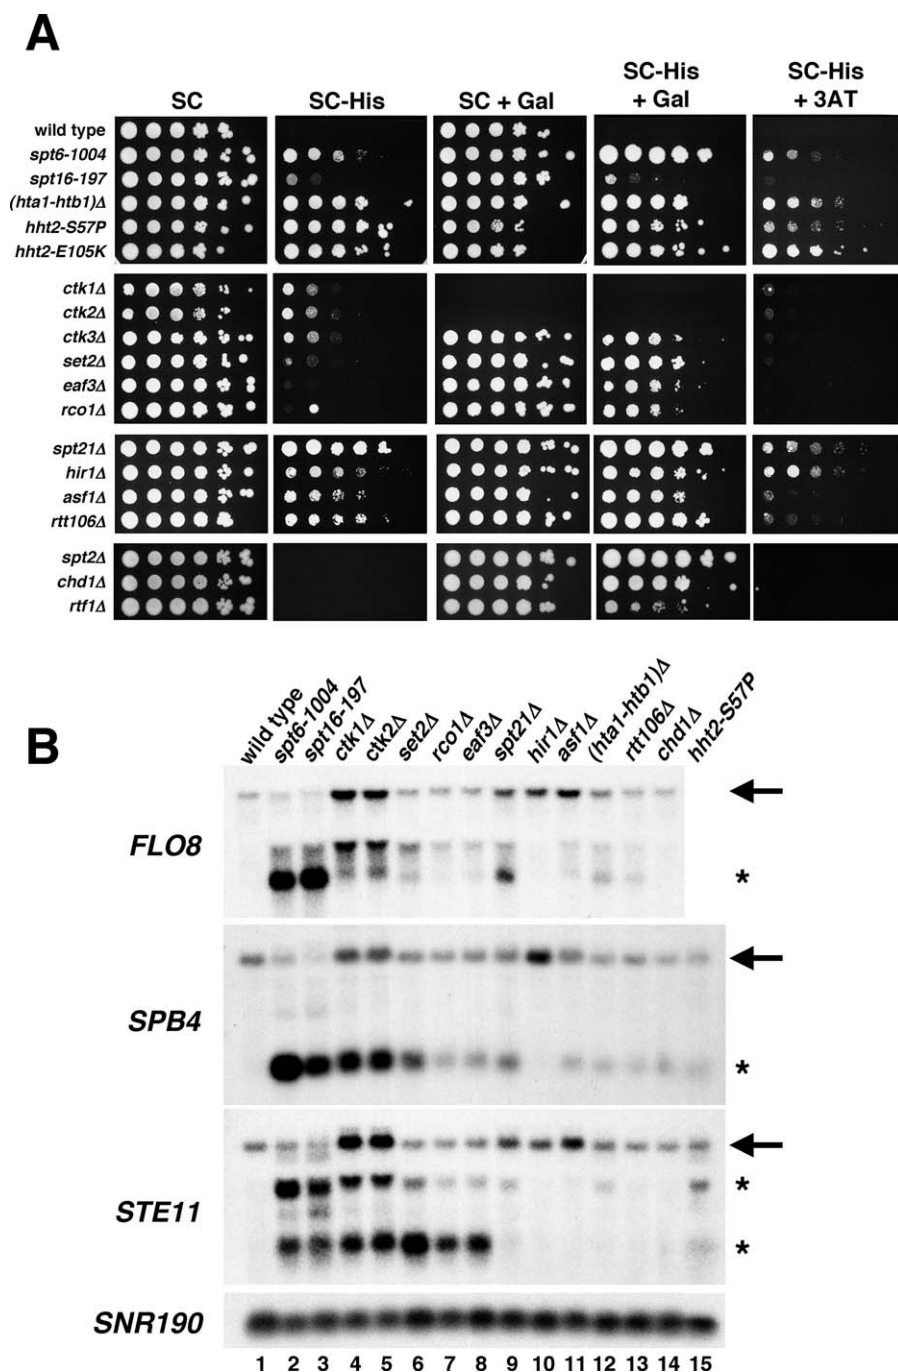 A
SC
SC-His
SC + Gal
SC-His
+ Gal
SC-His
+ 3AT
wild type
spt6-1004
spt16-197
(hta1-htb1)Δ
hht2-S57P
hht2-E105K
ctk1Δ
ctk2Δ
ctk3Δ
set2Δ
eaf3Δ
rco1Δ
spt21Δ
hir1Δ
asf1Δ
rtt106Δ
spt2Δ
chd1Δ
rtf1Δ
B
wild type
spt6-1004
spt16-197
ctk1Δ
ctk2Δ
set2Δ
rco1Δ
eaf3Δ
spt21Δ
hir1Δ
asf1Δ
(hta1-htb1)Δ
rtt106Δ
chd1Δ
hht2-S57P
FLO8
*
SPB4
*
*
STE11
*
SNR190
1 2 3 4 5 6 7 8 9 10 11 12 13 14 15